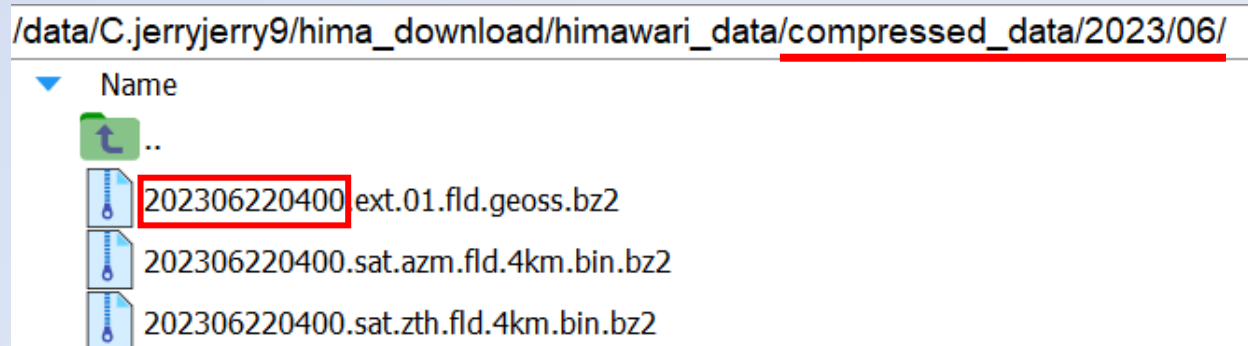 /data/C.jerryjerry9/hima_download/himawari_data/compressed_data/2023/06/
Name
..
202306220400.ext.01.fld.geoss.bz2
202306220400.sat.azm.fld.4km.bin.bz2
202306220400.sat.zth.fld.4km.bin.bz2